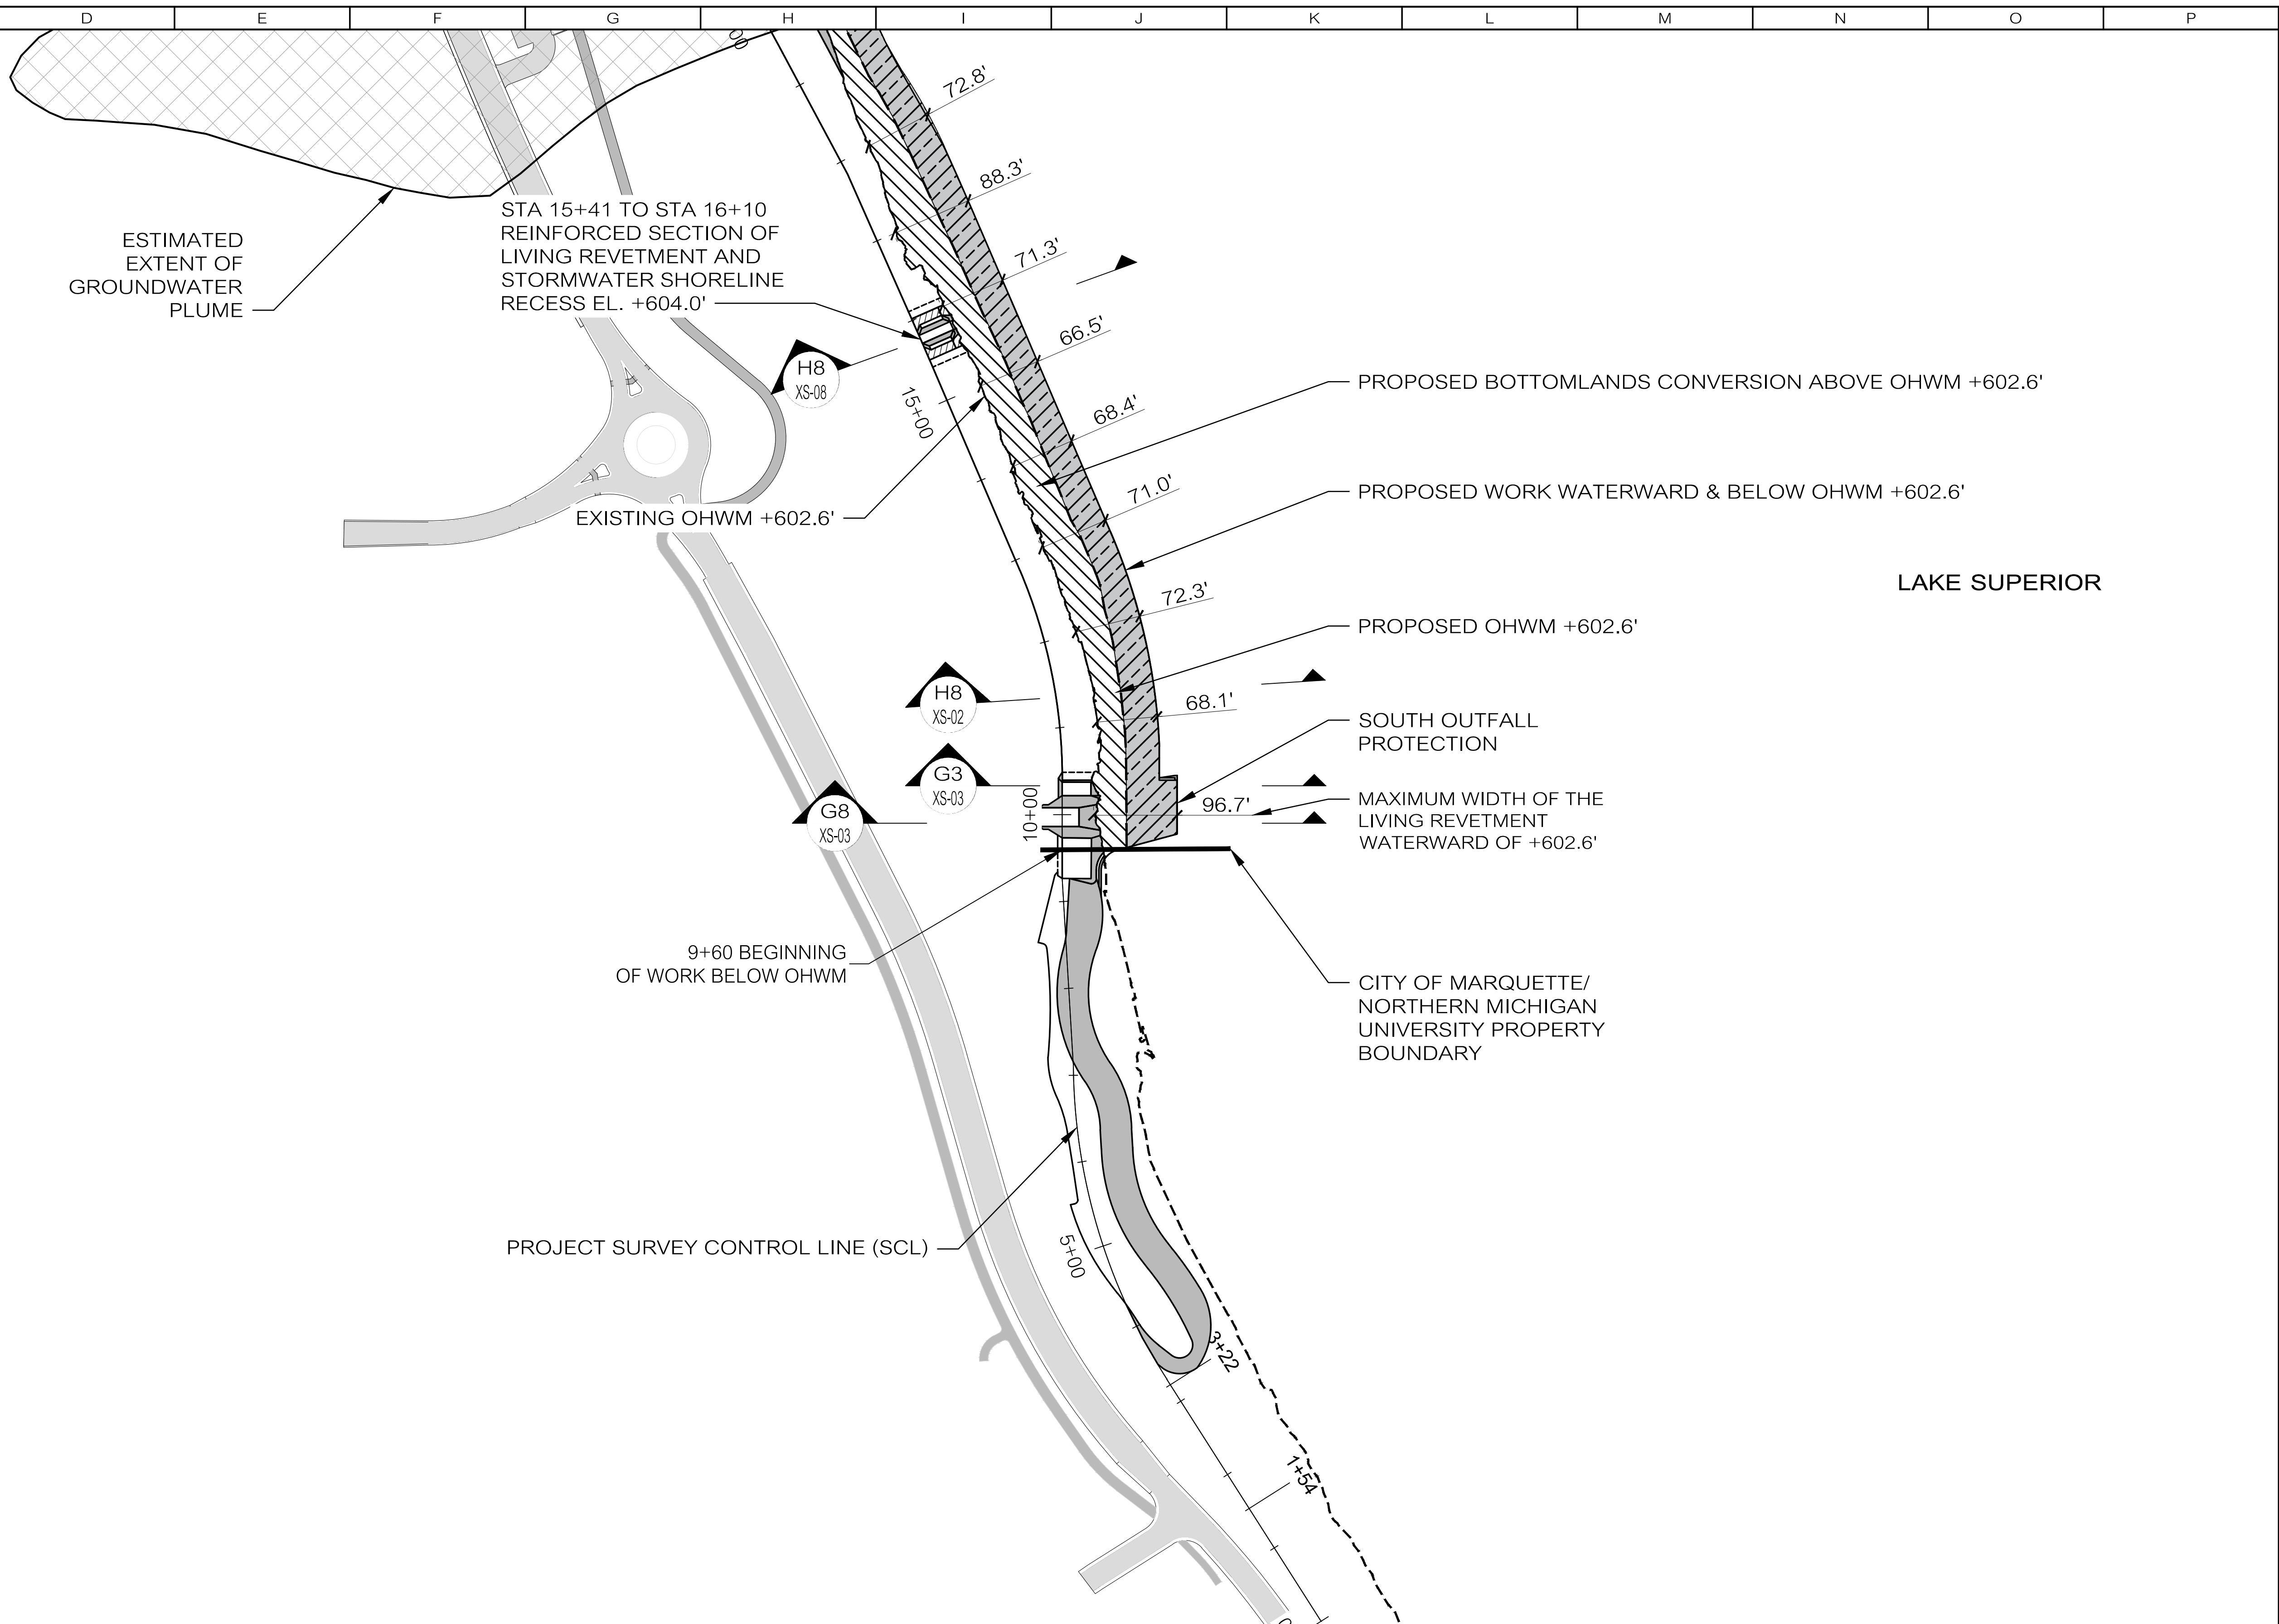 D E F G H I J K L M N O P
00
72.8'
88.3'
STA 15+41 TO STA 16+10
REINFORCED SECTION OF
LIVING REVETMENT AND
STORMWATER SHORELINE
RECESS EL. +604.0'
ESTIMATED
EXTENT OF
GROUNDWATER
PLUME
71.3'
66.5'
H8
XS-08
15+00
68.4'
PROPOSED BOTTOMLANDS CONVERSION ABOVE OHWM +602.6'
71.0'
PROPOSED WORK WATERWARD & BELOW OHWM +602.6'
EXISTING OHWM +602.6'
LAKE SUPERIOR
72.3'
PROPOSED OHWM +602.6'
H8
XS-02
68.1'
SOUTH OUTFALL
PROTECTION
G3
XS-03
G8
XS-03
10+00
96.7'
MAXIMUM WIDTH OF THE
LIVING REVETMENT
WATERWARD OF +602.6'
9+60 BEGINNING
OF WORK BELOW OHWM
CITY OF MARQUETTE/
NORTHERN MICHIGAN
UNIVERSITY PROPERTY
BOUNDARY
PROJECT SURVEY CONTROL LINE (SCL)
5+00
3+22
1+54